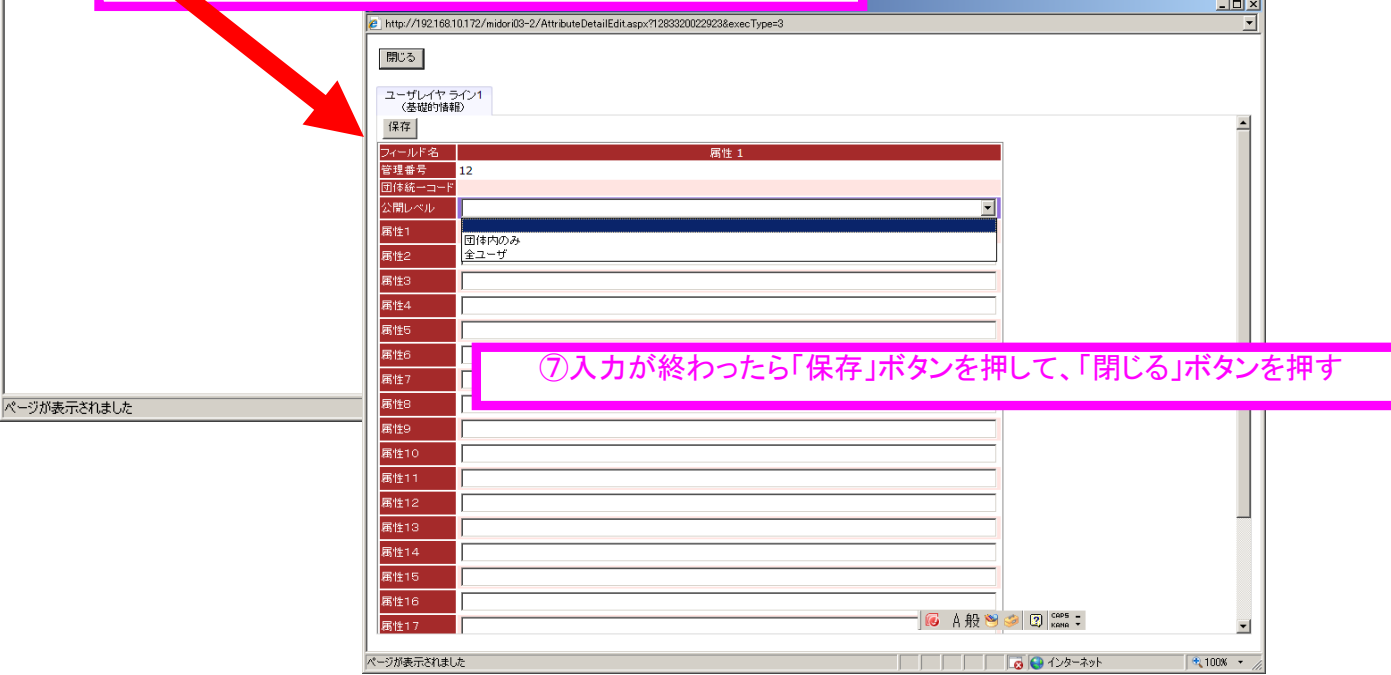 http://192.168.10.172/midori03-2/AttributeDetailEdit.aspx?1283320022923&execType=3
閉じる
ユーザレイヤ ライン1
(基礎的情報)
保存
フィールド名 属性 1
管理番号 12
団体統一コード
公開レベル
属性1
団体内のみ
属性2
全ユーザ
属性3
属性4
属性5
属性6
⑦入力が終わったら「保存」ボタンを押して、「閉じる」ボタンを押す
属性7
属性8
ページが表示されました
属性9
属性10
属性11
属性12
属性13
属性14
属性15
属性16
A 般 CAPS KANA
属性17
ページが表示されました インターネット 100%